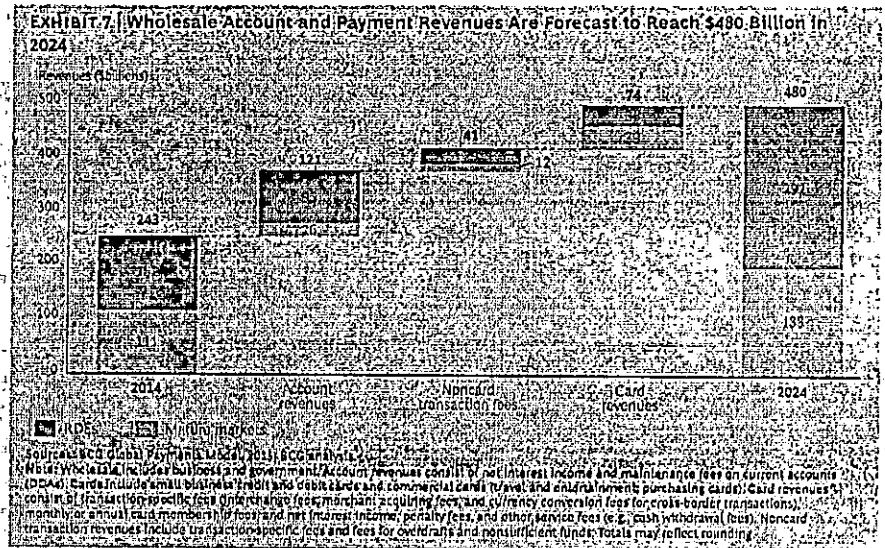 EXHIBIT 7 | Wholesale Account and Payment Revenues Are Forecast to Reach $480 Billion in
2024
Revenues ($billions)
500
74
480
400
121
41
12
300
243
200
100
111
0
2014
Account
revenues
Noncard
transaction fees
Card
revenues
2024
RDEs
Mature markets
Sources: BCG Global Payments Model, 2015; BCG analysis.
Note: Wholesale includes business and government. Account revenues consist of net interest income and maintenance fees on current accounts
(DDAs). Cards include small business credit and debit cards and commercial cards (travel and entertainment, purchasing cards). Card revenues
consist of transaction-specific fees (interchange fees, merchant acquiring fees, and currency conversion fees for cross-border transactions),
monthly or annual card membership fees, and net interest income, penalty fees, and other service fees (e.g., cash withdrawal fees). Noncard
transaction revenues include transaction-specific fees and fees for overdrafts and nonsufficient funds. Totals may reflect rounding.